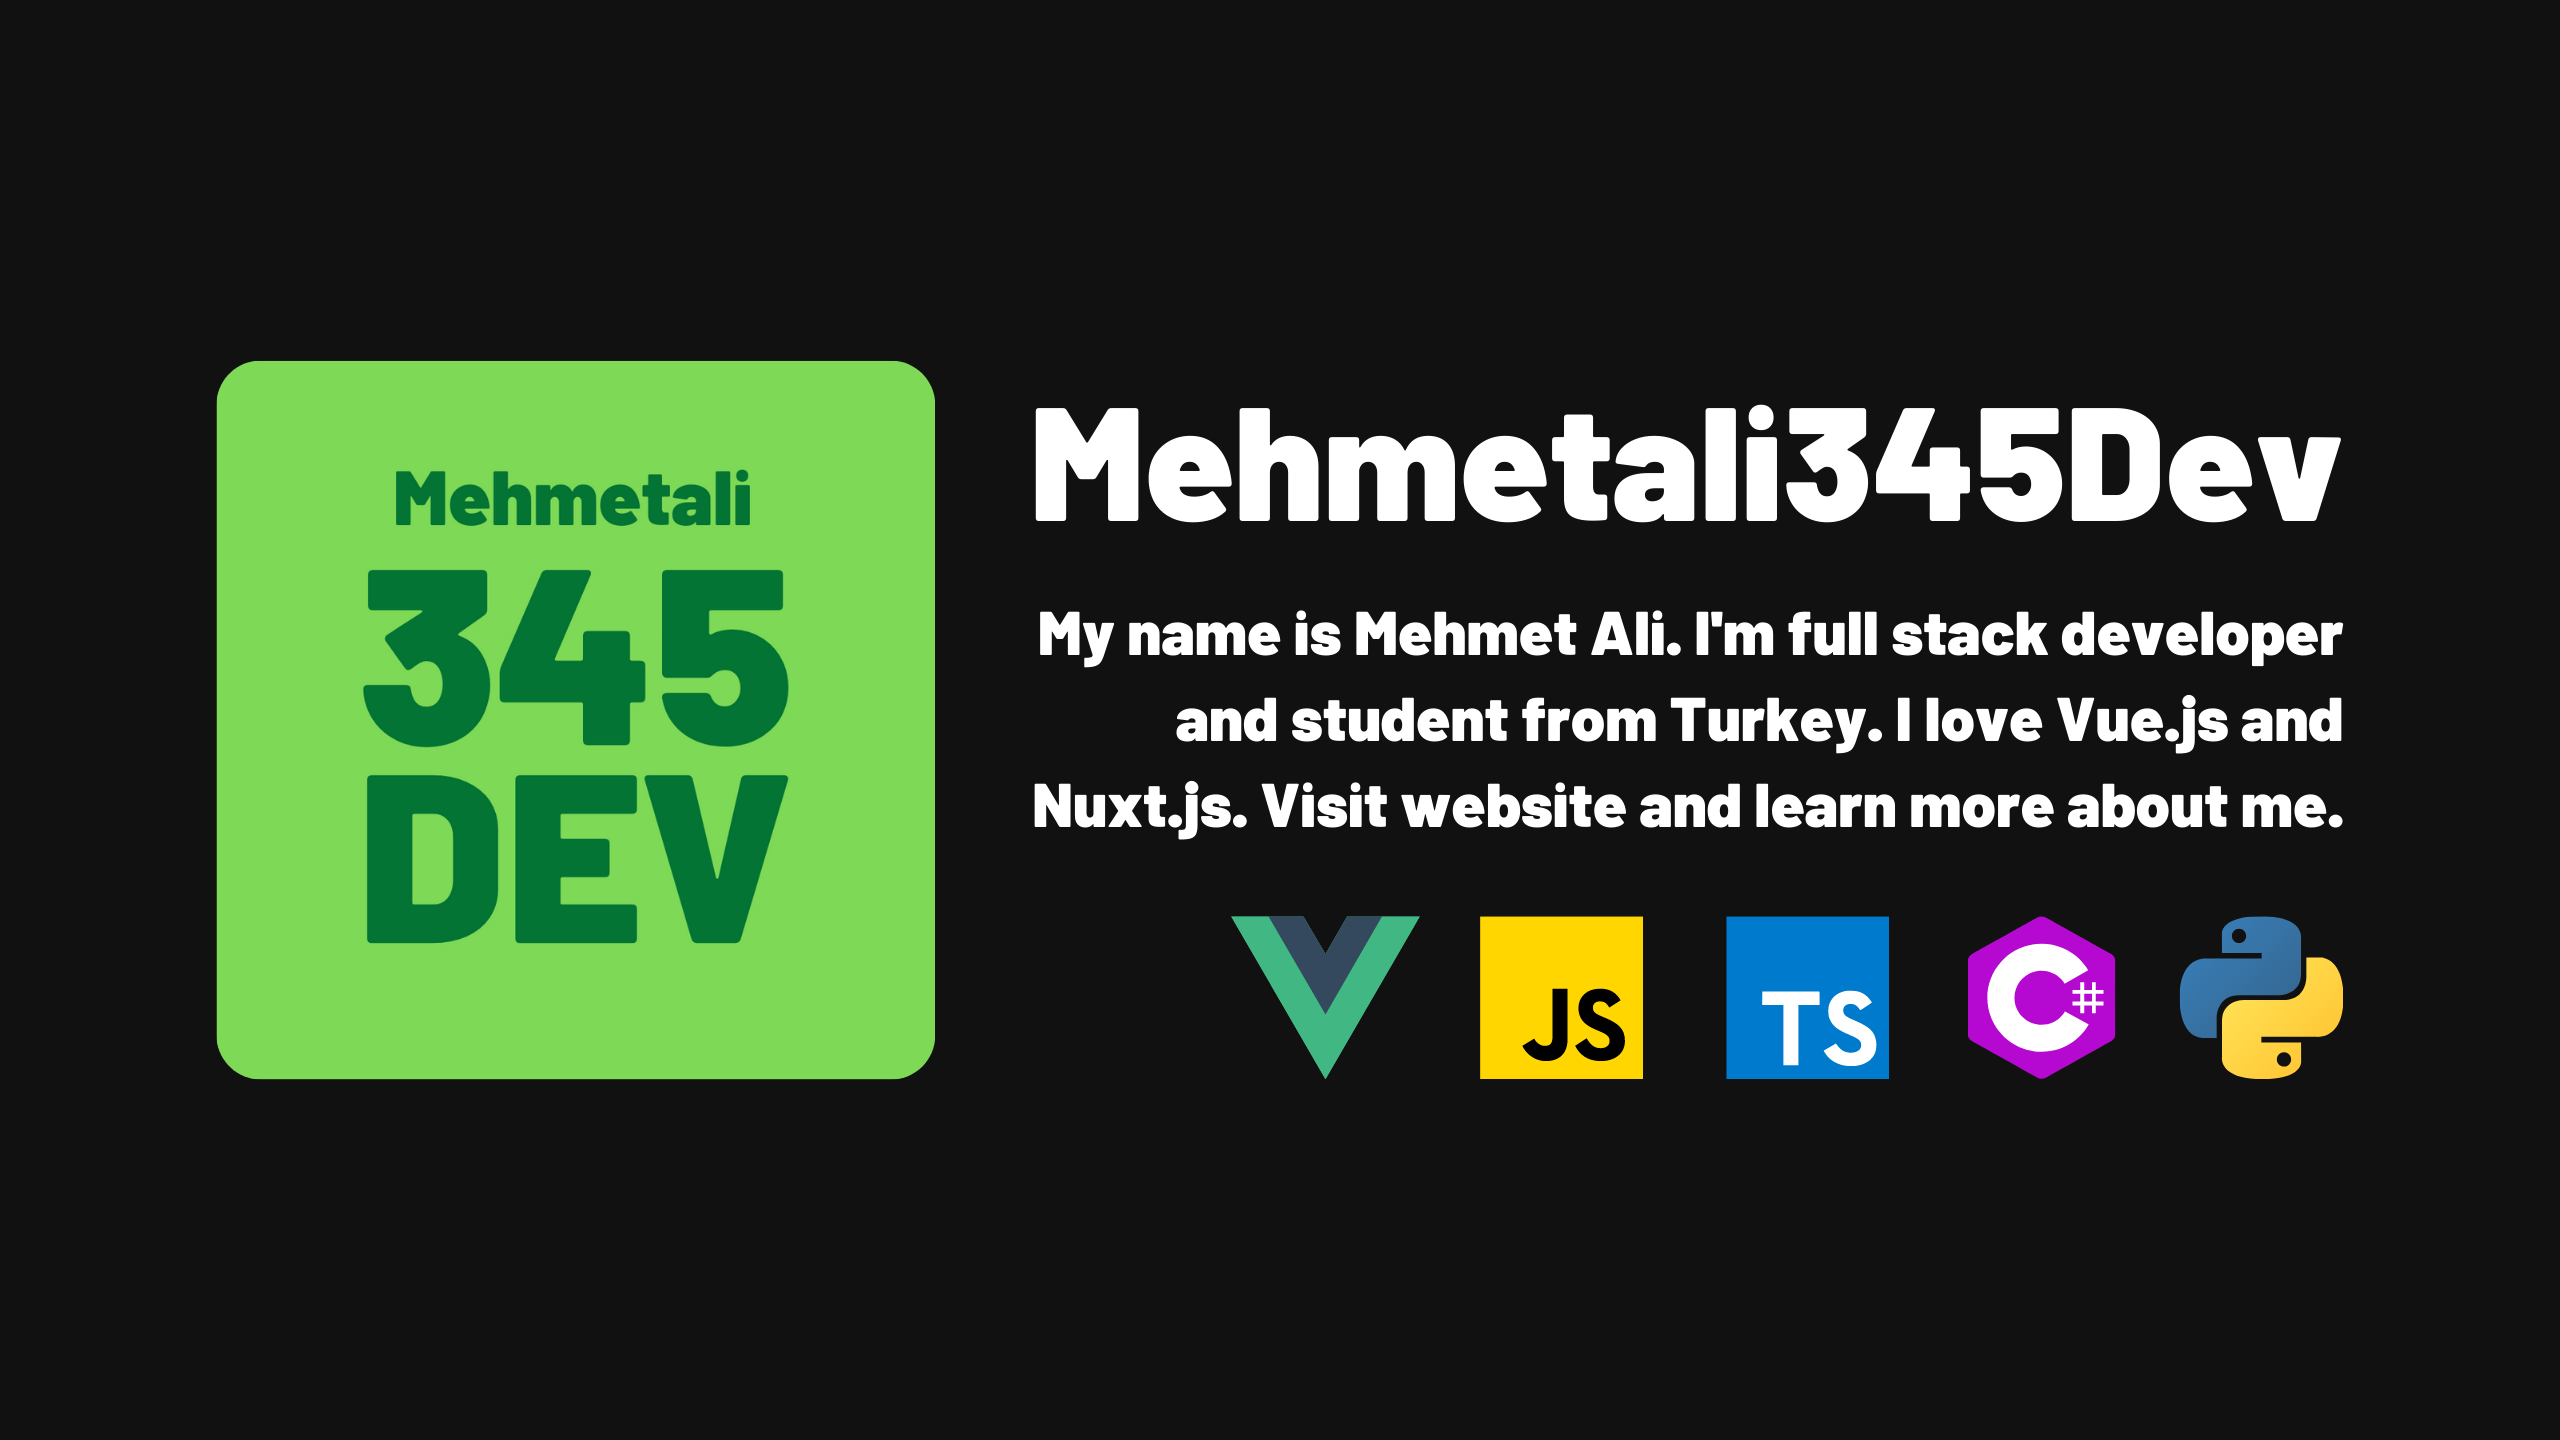 Mehmetali
345
DEV
Mehmetali345Dev
My name is Mehmet Ali. I'm full stack developer
and student from Turkey. I love Vue.js and
Nuxt.js. Visit website and learn more about me.
JS
TS
C#